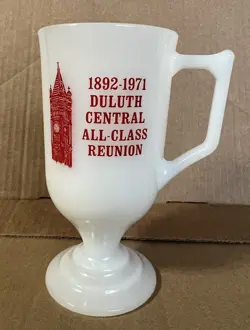 1892-1971
DULUTH
CENTRAL
ALL-CLASS
REUNION